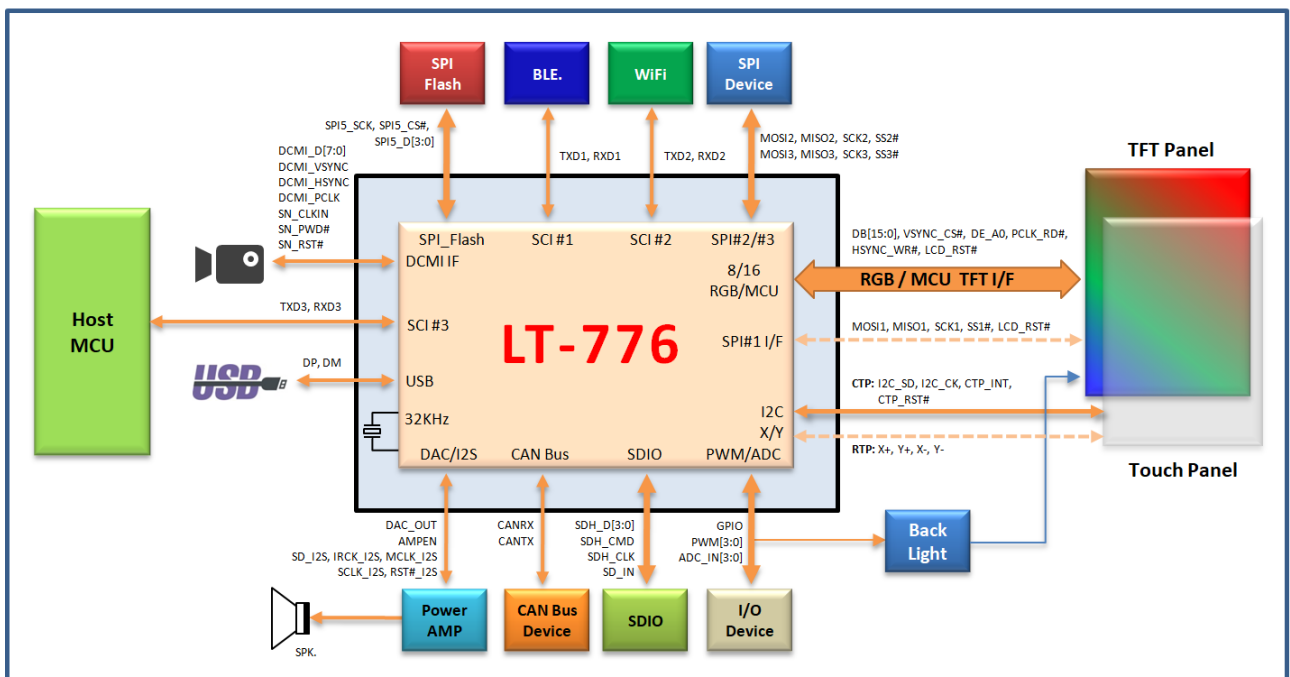 SPI
Flash
BLE.
WiFi
SPI
Device
SPI5_SCK, SPI5_CS#,
SPI5_D[3:0]
TXD1, RXD1
TXD2, RXD2
MOSI2, MISO2, SCK2, SS2#
MOSI3, MISO3, SCK3, SS3#
DCMI_D[7:0]
DCMI_VSYNC
DCMI_HSYNC
DCMI_PCLK
SN_CLKIN
SN_PWD#
SN_RST#
TFT Panel
SPI_Flash
DCMI IF
SCI #1
SCI #2
SPI#2/#3
8/16
RGB/MCU
DB[15:0], VSYNC_CS#, DE_A0, PCLK_RD#,
HSYNC_WR#, LCD_RST#
RGB / MCU TFT I/F
Host
MCU
TXD3, RXD3
SCI #3
LT-776
SPI#1 I/F
MOSI1, MISO1, SCK1, SS1#, LCD_RST#
USB
DP, DM
USB
CTP: I2C_SD, I2C_CK, CTP_INT,
CTP_RST#
32KHz
I2C
X/Y
RTP: X+, Y+, X-, Y-
DAC/I2S
CAN Bus
SDIO
PWM/ADC
Touch Panel
DAC_OUT
AMPEN
SD_I2S, IRCK_I2S, MCLK_I2S
SCLK_I2S, RST#_I2S
CANRX
CANTX
SDH_D[3:0]
SDH_CMD
SDH_CLK
SD_IN
GPIO
PWM[3:0]
ADC_IN[3:0]
Back
Light
SPK.
Power
AMP
CAN Bus
Device
SDIO
I/O
Device